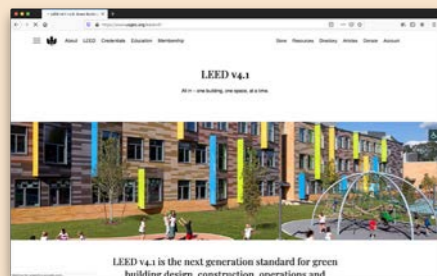 About LEED Credentials Education Membership
Store Resources Directory Articles Donate Account
LEED v4.1
All in – one building, one space, at a time.
LEED v4.1 is the next generation standard for green
building design, construction, operations and